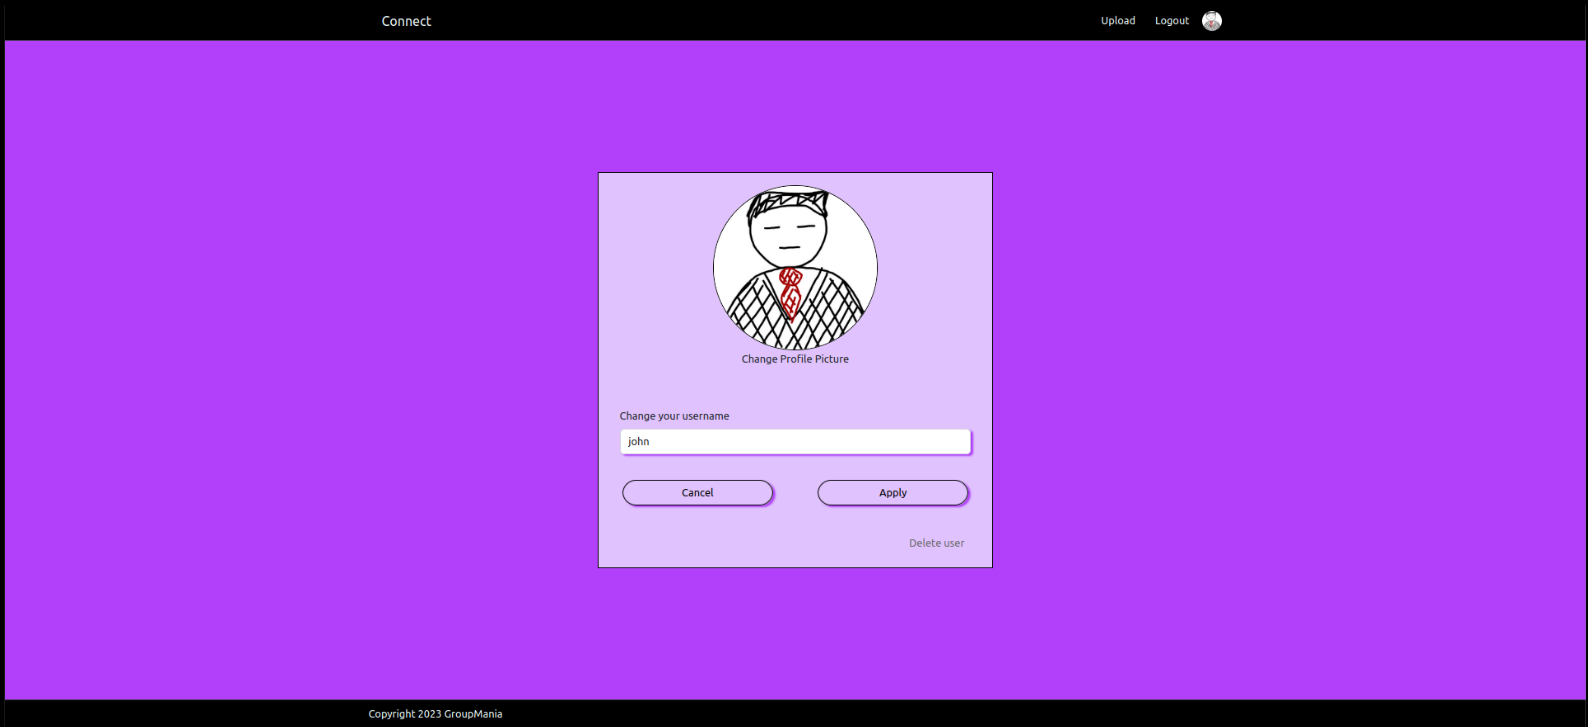 Connect
Upload Logout
Change Profile Picture
Change your username
john
Cancel Apply
Delete user
Copyright 2023 GroupMania